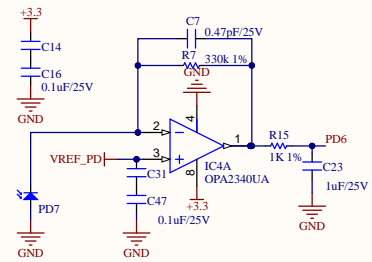 +3.3
C7
0.47pF/25V
C14
R7
330k 1%
GND
C16
0.1uF/25V
GND
4
2
1
R15
PD6
VREF_PD
3
1K 1%
IC4A
C23
C31
8
OPA2340UA
1uF/25V
PD7
C47
+3.3
0.1uF/25V
GND
GND
GND